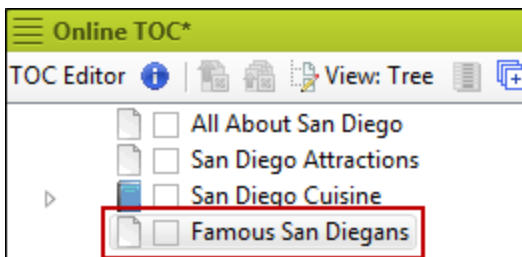 Online TOC*
TOC Editor View: Tree
All About San Diego
San Diego Attractions
San Diego Cuisine
Famous San Diegans